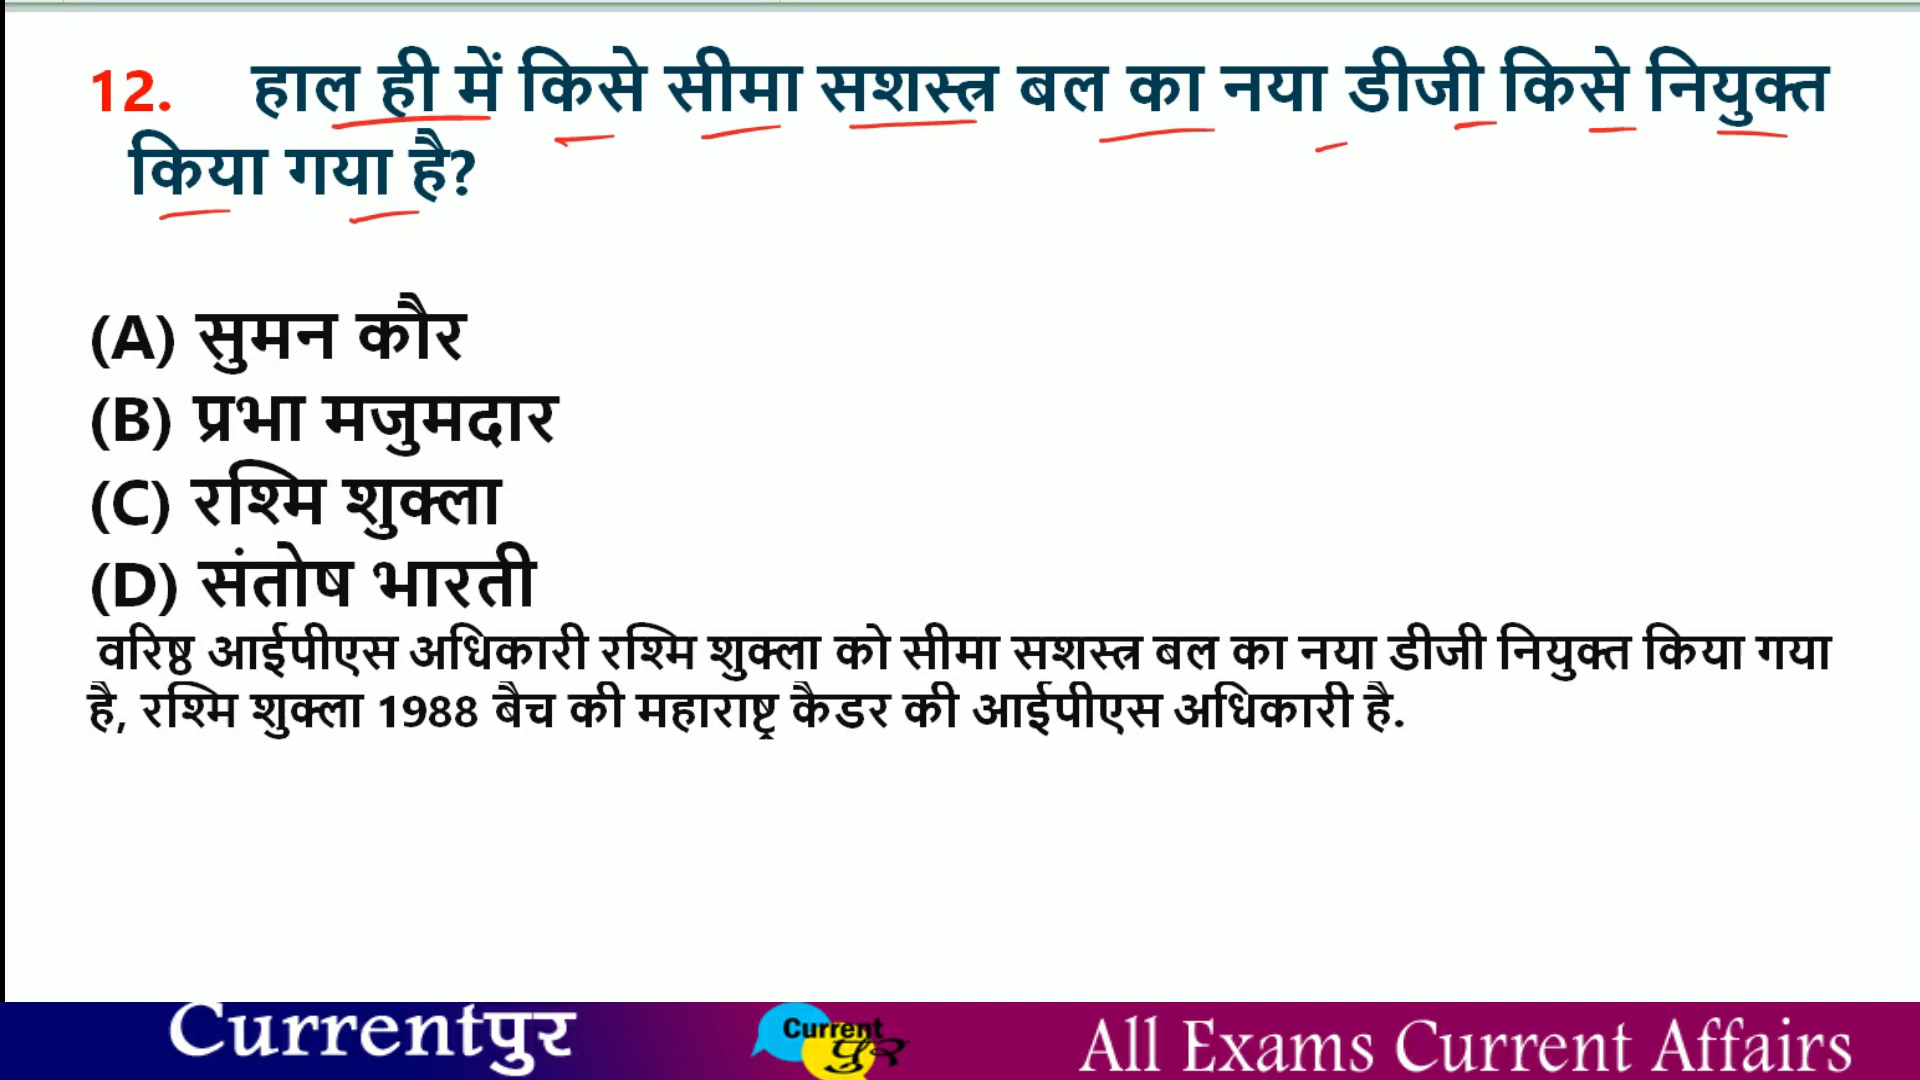 12. हाल ही में किसे सीमा सशस्त्र बल का नया डीजी किसे नियुक्त
किया गया है?
(A) सुमन कौर
(B) प्रभा मजुमदार
(C) रश्मि शुक्ला
(D) संतोष भारती
वरिष्ठ आईपीएस अधिकारी रश्मि शुक्ला को सीमा सशस्त्र बल का नया डीजी नियुक्त किया गया
है, रश्मि शुक्ला 1988 बैच की महाराष्ट्र कैडर की आईपीएस अधिकारी है.
Currentपुर
Current
पुर
All Exams Current Affairs